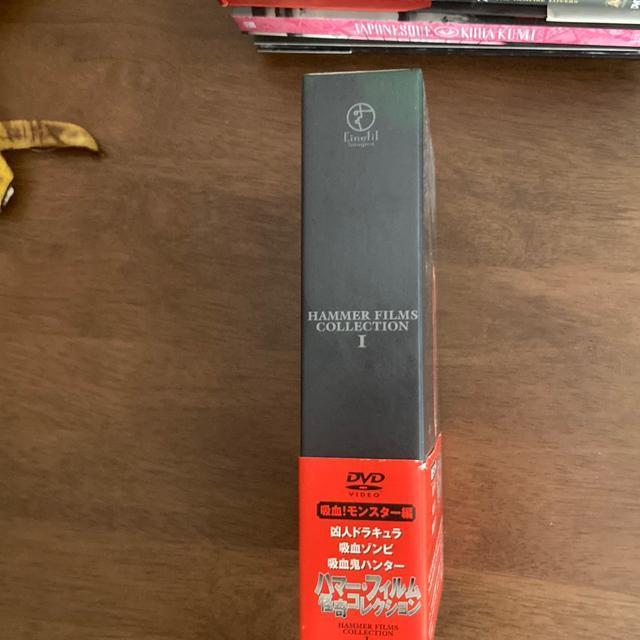 JAPANESQUE KODA KUMI
Cinefil
Imagica
HAMMER FILMS
COLLECTION
I
DVD
VIDEO
吸血!モンスター編
凶人ドラキュラ
吸血ゾンビ
吸血鬼ハンター
ハマー・フィルム
怪奇コレクション
HAMMER FILMS
COLLECTION
I